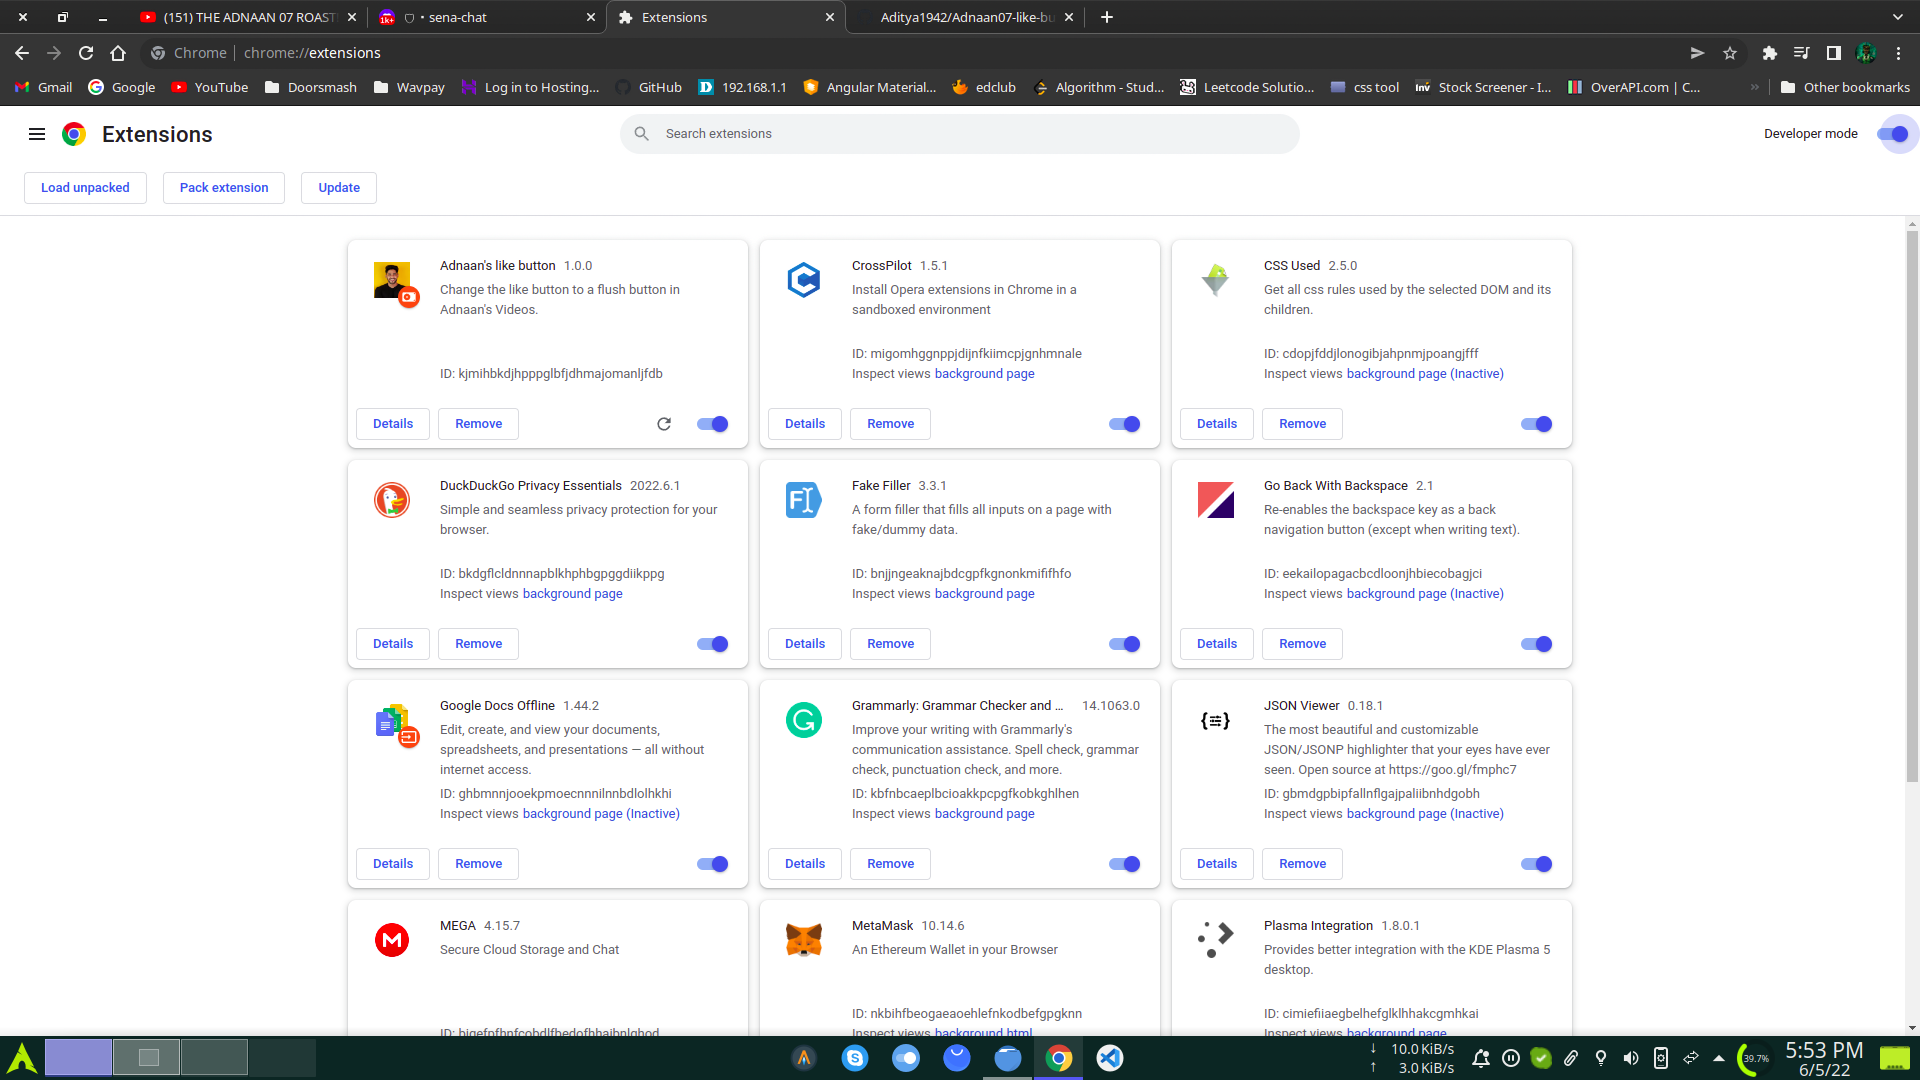 (151) THE ADNAAN 07 ROAST
1k+
• sena-chat
Extensions
Aditya1942/Adnaan07-like-bu
Chrome
chrome://extensions
Gmail
Google
YouTube
Doorsmash
Wavpay
Log in to Hosting...
GitHub
192.168.1.1
Angular Material...
edclub
Algorithm - Stud...
Leetcode Solutio...
css tool
Inv
Stock Screener - I...
OverAPI.com | C...
»
Other bookmarks
Extensions
Search extensions
Developer mode
Load unpacked
Pack extension
Update
Adnaan's like button 1.0.0
Change the like button to a flush button in
Adnaan's Videos.
ID: kjmihbkdjhpppglbfjdhmajomanljfdb
Details
Remove
CrossPilot 1.5.1
Install Opera extensions in Chrome in a
sandboxed environment
ID: migomhggnppjdijnfkiimcpjgnhmnale
Inspect views background page
Details
Remove
CSS Used 2.5.0
Get all css rules used by the selected DOM and its
children.
ID: cdopjfddjlonogibjahpnmjpoangjfff
Inspect views background page (Inactive)
Details
Remove
DuckDuckGo Privacy Essentials 2022.6.1
Simple and seamless privacy protection for your
browser.
ID: bkdgflcldnnnapblkhphbgpggdiikppg
Inspect views background page
Details
Remove
Fake Filler 3.3.1
A form filler that fills all inputs on a page with
fake/dummy data.
ID: bnjjngeaknajbdcgpfkgnonkmififhfo
Inspect views background page
Details
Remove
Go Back With Backspace 2.1
Re-enables the backspace key as a back
navigation button (except when writing text).
ID: eekailopagacbcdloonjhbiecobagjci
Inspect views background page (Inactive)
Details
Remove
Google Docs Offline 1.44.2
Edit, create, and view your documents,
spreadsheets, and presentations — all without
internet access.
ID: ghbmnnjooekpmoecnnnilnnbdlolhkhi
Inspect views background page (Inactive)
Details
Remove
Grammarly: Grammar Checker and ... 14.1063.0
Improve your writing with Grammarly's
communication assistance. Spell check, grammar
check, punctuation check, and more.
ID: kbfnbcaeplbcioakkpcpgfkobkghlhen
Inspect views background page
Details
Remove
JSON Viewer 0.18.1
The most beautiful and customizable
JSON/JSONP highlighter that your eyes have ever
seen. Open source at https://goo.gl/fmphc7
ID: gbmdgpbipfallnflgajpaliibnhdgobh
Inspect views background page (Inactive)
Details
Remove
MEGA 4.15.7
Secure Cloud Storage and Chat
ID: bigefpfhnfcobdlfbedofhhaibnlghod
MetaMask 10.14.6
An Ethereum Wallet in your Browser
ID: nkbihfbeogaeaoehlefnkodbefgpgknn
Inspect views background.html
Plasma Integration 1.8.0.1
Provides better integration with the KDE Plasma 5
desktop.
ID: cimiefiiaegbelhefglklhhakcgmhkai
Inspect views background page
10.0 KiB/s
3.0 KiB/s
39.7%
5:53 PM
6/5/22